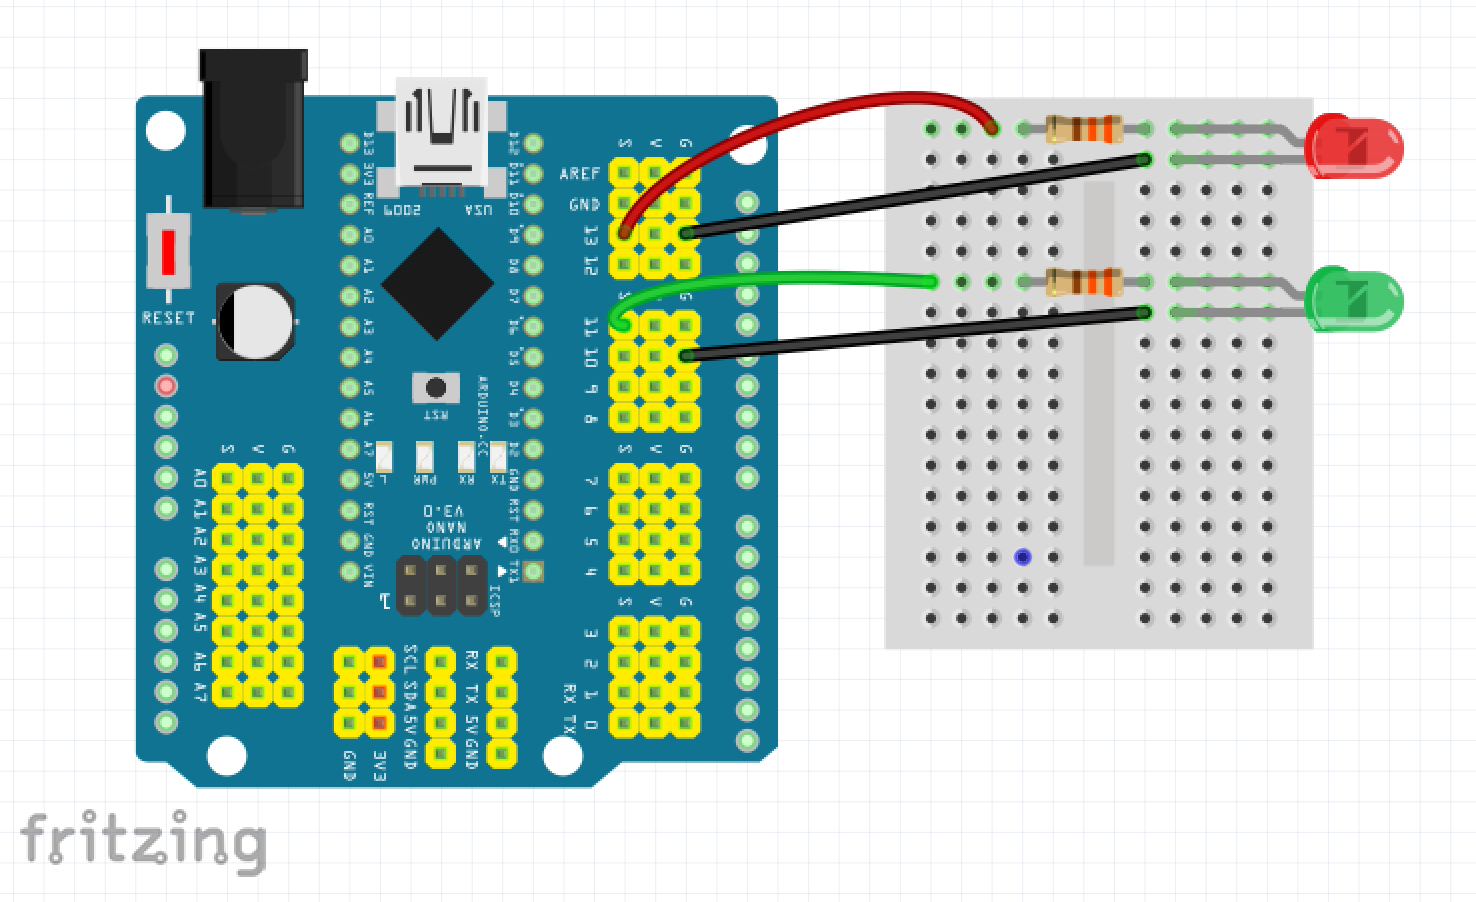 S V G
AREF
GND
13
12
S V G
11
10
9
8
S V G
7
6
5
4
S V G
3
2
RX 1
TX 0
D13
3V3
REF
A0
A1
A2
A3
A4
A5
A6
A7
5V
RST
GND
VIN
D12
D11
D10
D9
D8
D7
D6
D5
D4
D3
D2
GND
RST
RX0
TX1
2009 USA
RESET
RST
ARDUINO.CC
L PWR RX TX
V3.0
NANO
ARDUINO
1
ICSP
S V G
A0
A1
A2
A3
A4
A5
A6
A7
SCL SDA 5V GND
RX TX 5V GND
GND 3V3
fritzing